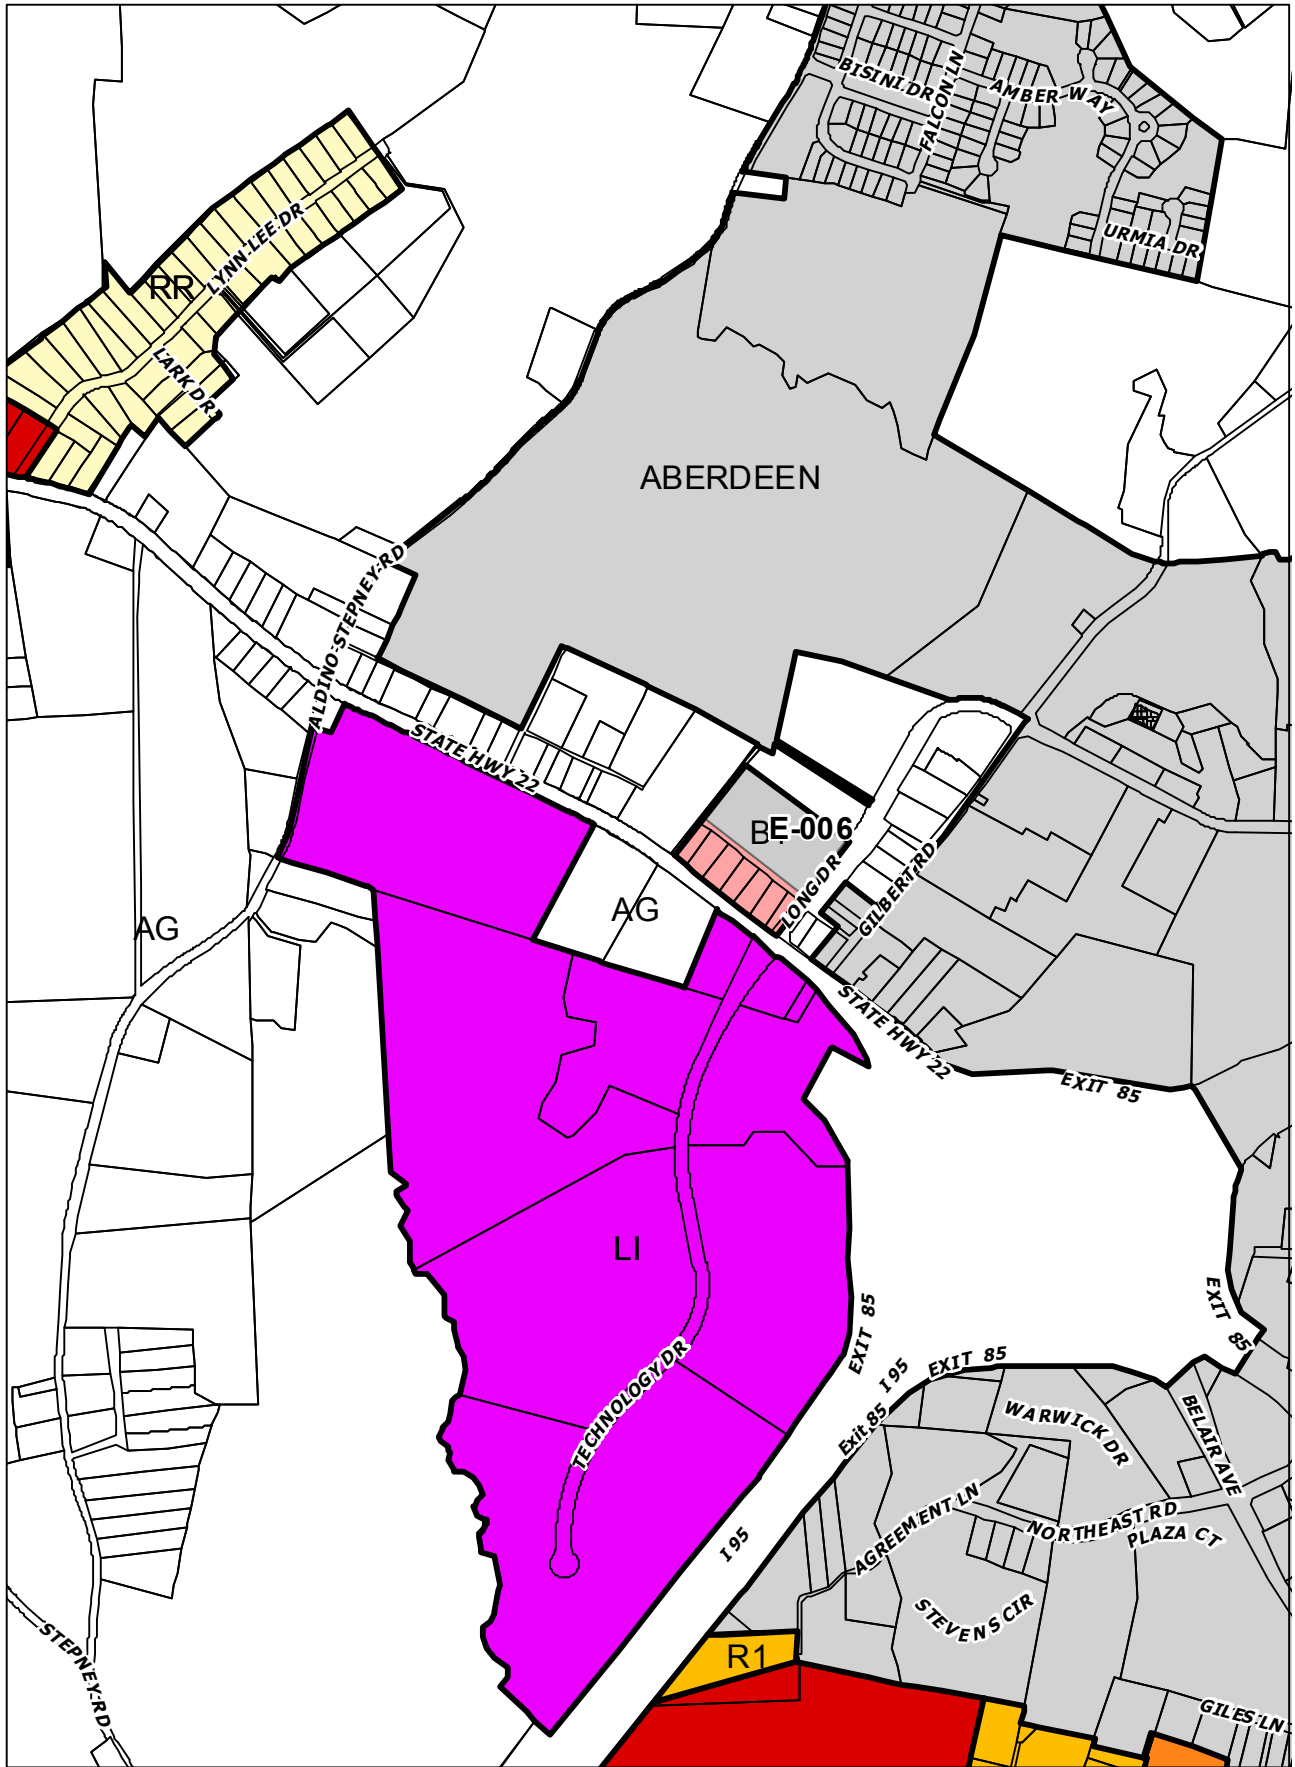 BISINI DR
FALCON LN
AMBER WAY
URMIA DR
LYNN LEE DR
RR
LARK DR
ABERDEEN
ALDINO-STEPNEY RD
STATE HWY 22
E-006
LONG DR
GILBERT RD
AG
AG
STATE HWY 22
EXIT 85
LI
EXIT 85
EXIT 85
EXIT 85
I 95
Exit 85
TECHNOLOGY DR
WARWICK DR
BELAIR AVE
AGREEMENT LN
NORTHEAST RD
PLAZA CT
I 95
STEVENS CIR
STEPNEY RD
R1
GILES LN